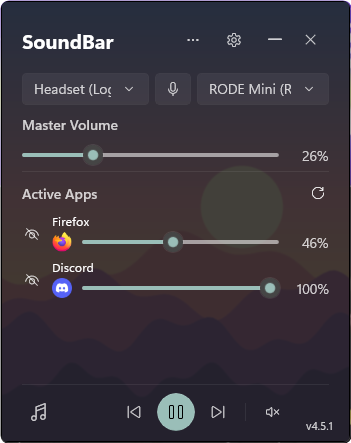 SoundBar
Headset (Log
RODE Mini (R
Master Volume
26%
Active Apps
Firefox
46%
Discord
100%
v4.5.1